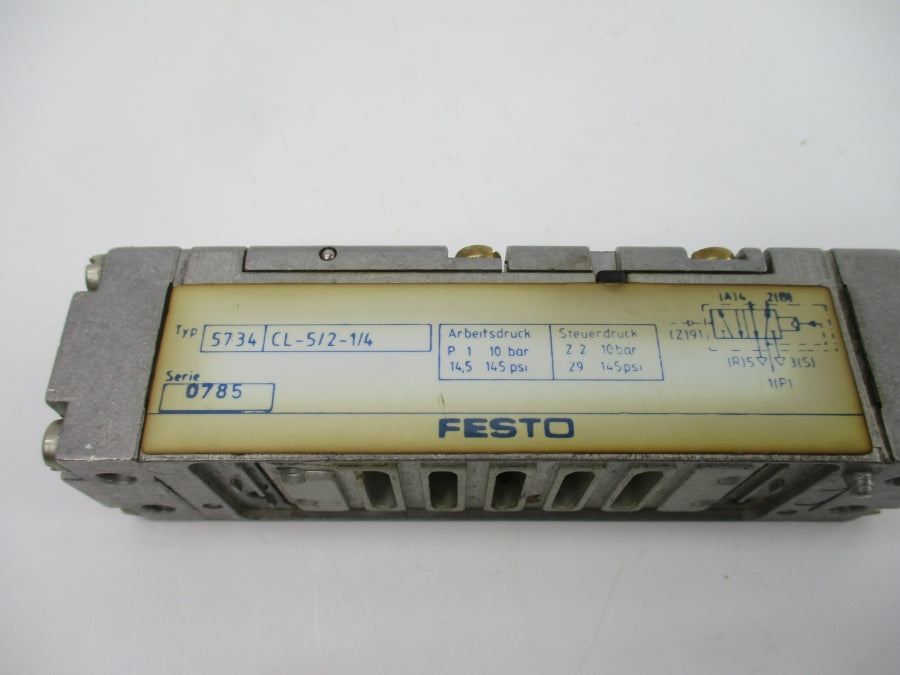 Typ 5734 CL-5/2-1/4
Serie
0785
Arbeitsdruck
P 1 10 bar
14,5 145 psi
Steuerdruck
Z 2 10 bar
29 145 psi
(A)4 2(B)
(Z)91
(R)5 3(S)
1(P)
FESTO